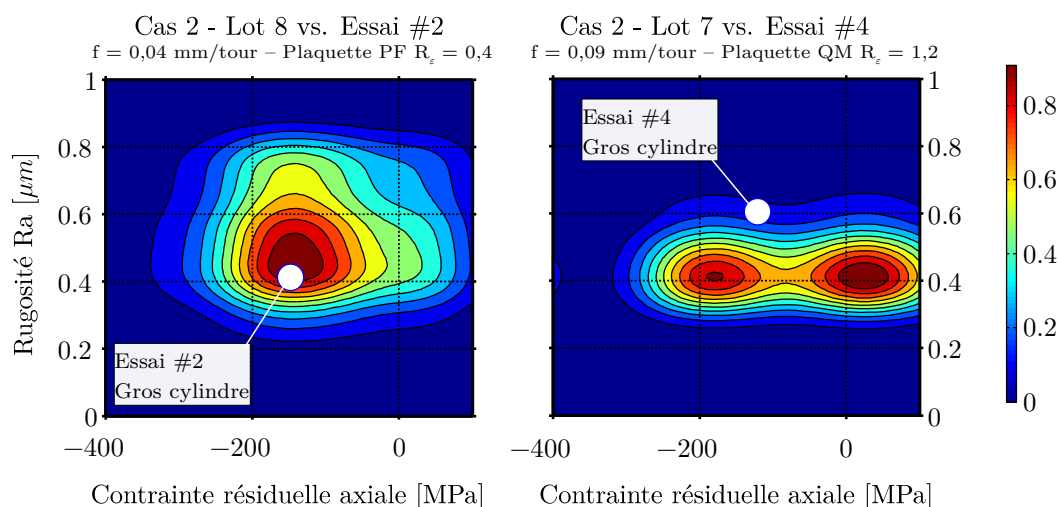 Cas 2 - Lot 8 vs. Essai #2
f = 0,04 mm/tour – Plaquette PF Rε = 0,4
1
0.8
0.6
0.4
0.2
0
−400
−200
0
Rugosité Ra [μm]
Contrainte résiduelle axiale [MPa]
Essai #2
Gros cylindre
Cas 2 - Lot 7 vs. Essai #4
f = 0,09 mm/tour – Plaquette QM Rε = 1,2
Essai #4
Gros cylindre
1
0.8
0.6
0.4
0.2
0
−400
−200
0
Contrainte résiduelle axiale [MPa]
0.8
0.6
0.4
0.2
0